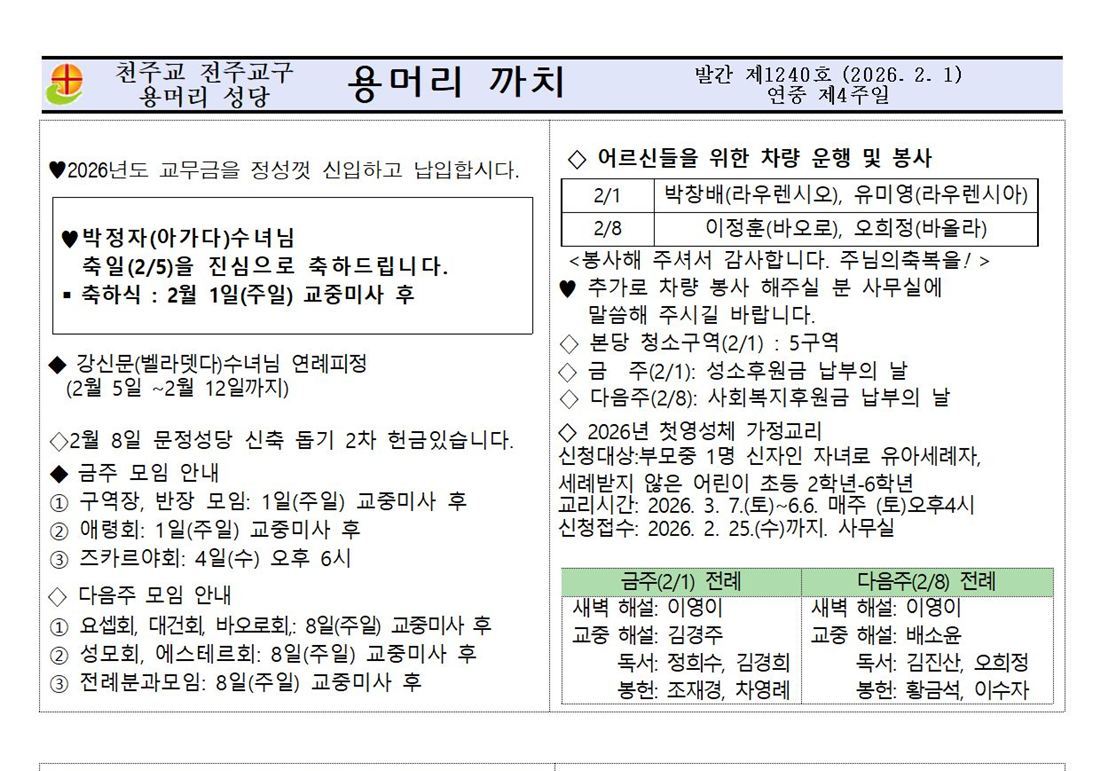 천주교 전주교구
용머리 성당
용머리 까치
발간 제1240호 (2026. 2. 1)
연중 제4주일
♥2026년도 교무금을 정성껏 신입하고 납입합시다.
♥박정자(아가다)수녀님
축일(2/5)을 진심으로 축하드립니다.
▪ 축하식 : 2월 1일(주일) 교중미사 후
◆ 강신문(벨라뎃다)수녀님 연례피정
(2월 5일 ~2월 12일까지)
◇2월 8일 문정성당 신축 돕기 2차 헌금있습니다.
◆ 금주 모임 안내
① 구역장, 반장 모임: 1일(주일) 교중미사 후
② 애령회: 1일(주일) 교중미사 후
③ 즈카르야회: 4일(수) 오후 6시
◇ 다음주 모임 안내
① 요셉회, 대건회, 바오로회,: 8일(주일) 교중미사 후
② 성모회, 에스테르회: 8일(주일) 교중미사 후
③ 전례분과모임: 8일(주일) 교중미사 후
◇ 어르신들을 위한 차량 운행 및 봉사
2/1 박창배(라우렌시오), 유미영(라우렌시아)
2/8 이정훈(바오로), 오희정(바올라)
<봉사해 주셔서 감사합니다. 주님의축복을! >
♥ 추가로 차량 봉사 해주실 분 사무실에
말씀해 주시길 바랍니다.
◇ 본당 청소구역(2/1) : 5구역
◇ 금 주(2/1): 성소후원금 납부의 날
◇ 다음주(2/8): 사회복지후원금 납부의 날
◇ 2026년 첫영성체 가정교리
신청대상:부모중 1명 신자인 자녀로 유아세례자,
세례받지 않은 어린이 초등 2학년-6학년
교리시간: 2026. 3. 7.(토)~6.6. 매주 (토)오후4시
신청접수: 2026. 2. 25.(수)까지. 사무실
금주(2/1) 전례 다음주(2/8) 전례
새벽 해설: 이영이 새벽 해설: 이영이
교중 해설: 김경주 교중 해설: 배소윤
독서: 정희수, 김경희 독서: 김진산, 오희정
봉헌: 조재경, 차영례 봉헌: 황금석, 이수자